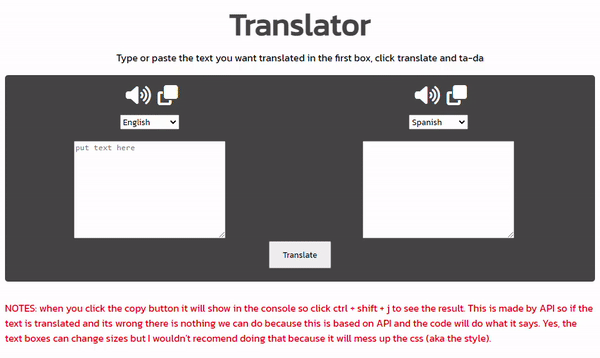 Translator
Type or paste the text you want translated in the first box, click translate and ta-da
English
Spanish
put text here
Translate
NOTES: when you click the copy button it will show in the console so click ctrl + shift + j to see the result. This is made by API so if the
text is translated and its wrong there is nothing we can do because this is based on API and the code will do what it says. Yes, the
text boxes can change sizes but I wouldn't recomend doing that because it will mess up the css (aka the style).